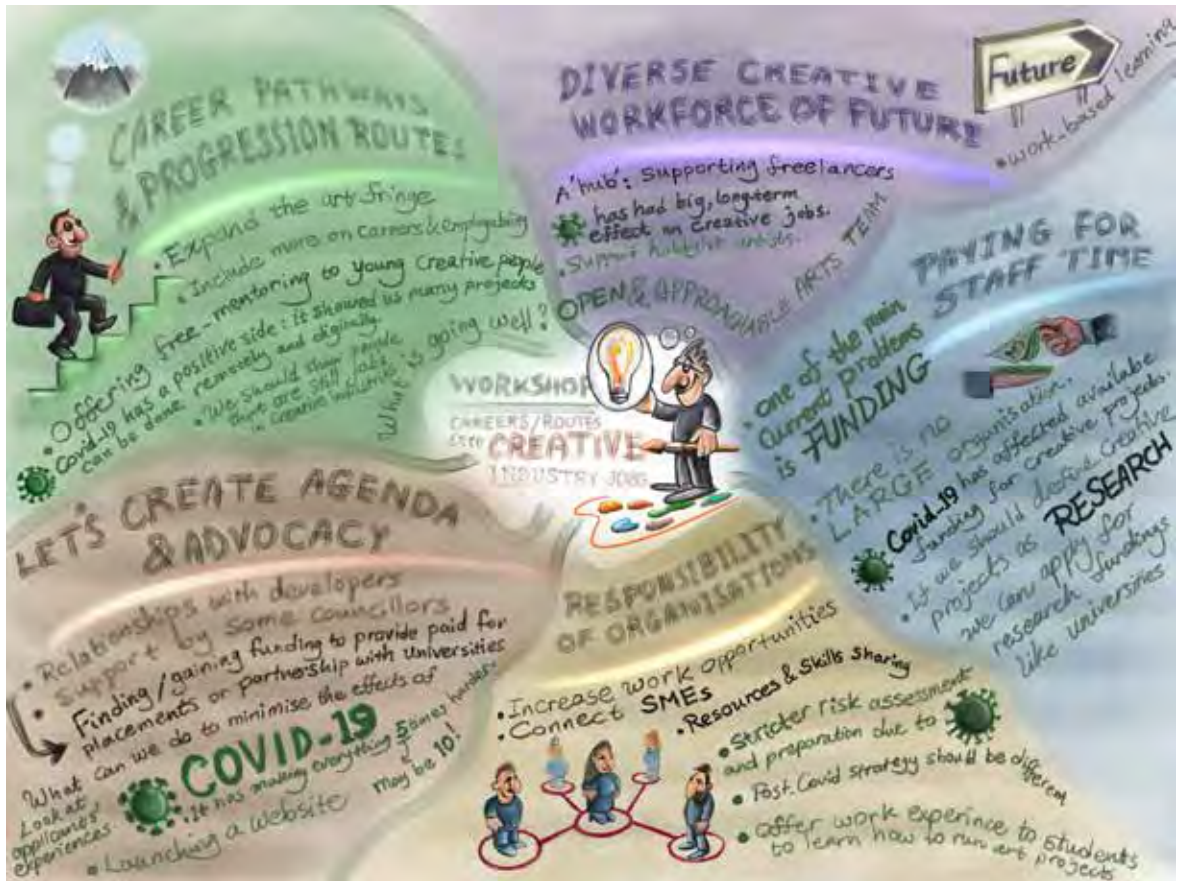 CAREER PATHWAYS
& PROGRESSION ROUTES
• Expand the art fringe
• Include more on careers & employability
• Offering free-mentoring to young creative people
Covid-19 has a positive side: it showed us many projects
can be done remotely and digitally.
• We should show people
there are still jobs
in creative industries
What is going well?
DIVERSE CREATIVE
WORKFORCE OF FUTURE
Future
• work-based learning
A 'hub': Supporting freelancers
has had big, long-term
effect on creative jobs.
• Support hobbyist artists.
OPEN & APPROACHABLE ARTS TEAM
PAYING FOR
STAFF TIME
• one of the main
current problems
is FUNDING
• There is no
LARGE organisation.
Covid-19 has affected available
funding for creative projects.
• If we should define creative
projects as RESEARCH
we can apply for
research fundings
like universities
WORKSHOP
CAREERS/ROUTES
INTO CREATIVE
INDUSTRY JOBS
LET'S CREATE AGENDA
& ADVOCACY
• Relationships with developers
• Support by some councillors
Finding/gaining funding to provide paid for
placements or partnership with universities
What can we do to minimise the effects of
COVID-19
• It has making everything 5 times harder
may be 10!
Look at
applicants'
experiences.
• Launching a website
RESPONSIBILITY
OF ORGANISATIONS
• Increase work opportunities
• Connect SMEs
• Resources & Skills sharing
• Stricter risk assessment
and preparation due to
• Post-Covid strategy should be different
• Offer work experince to students
to learn how to run art projects